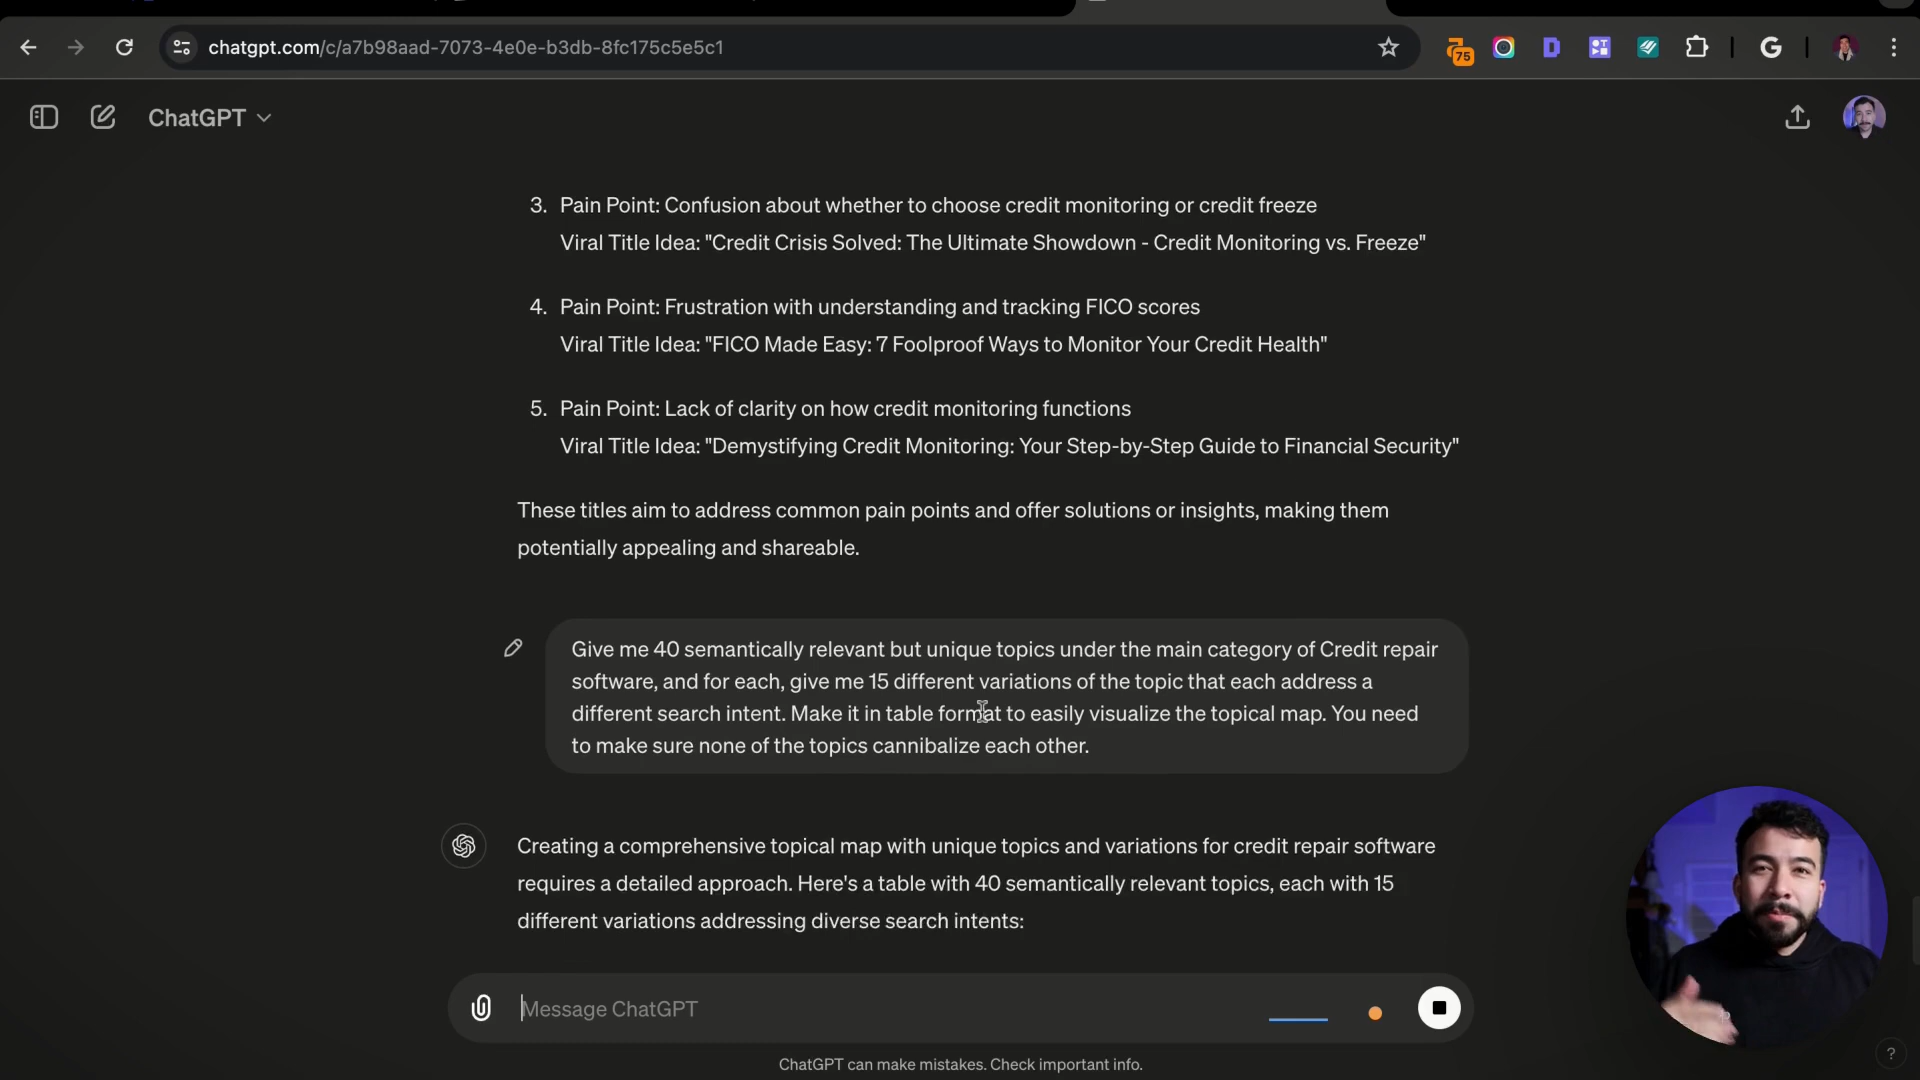 chatgpt.com/c/a7b98aad-7073-4e0e-b3db-8fc175c5e5c1
75
D
G
ChatGPT
3. Pain Point: Confusion about whether to choose credit monitoring or credit freeze
Viral Title Idea: "Credit Crisis Solved: The Ultimate Showdown - Credit Monitoring vs. Freeze"
4. Pain Point: Frustration with understanding and tracking FICO scores
Viral Title Idea: "FICO Made Easy: 7 Foolproof Ways to Monitor Your Credit Health"
5. Pain Point: Lack of clarity on how credit monitoring functions
Viral Title Idea: "Demystifying Credit Monitoring: Your Step-by-Step Guide to Financial Security"
These titles aim to address common pain points and offer solutions or insights, making them
potentially appealing and shareable.
Give me 40 semantically relevant but unique topics under the main category of Credit repair
software, and for each, give me 15 different variations of the topic that each address a
different search intent. Make it in table format to easily visualize the topical map. You need
to make sure none of the topics cannibalize each other.
Creating a comprehensive topical map with unique topics and variations for credit repair software
requires a detailed approach. Here's a table with 40 semantically relevant topics, each with 15
different variations addressing diverse search intents:
Message ChatGPT
ChatGPT can make mistakes. Check important info.
?